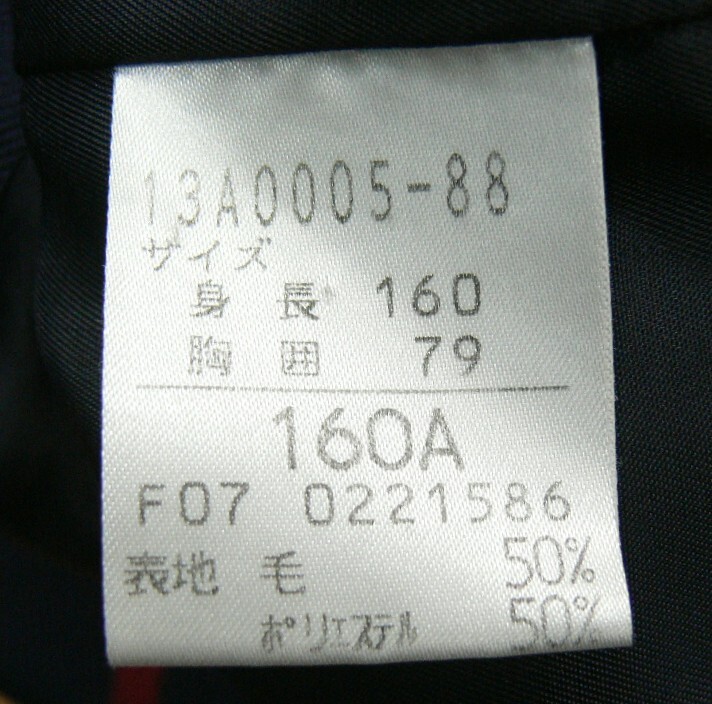 13A0005-88
サイズ
身 長 160
胸 囲 79
160A
F07 0221586
表地 毛 50%
ポリエステル 50%